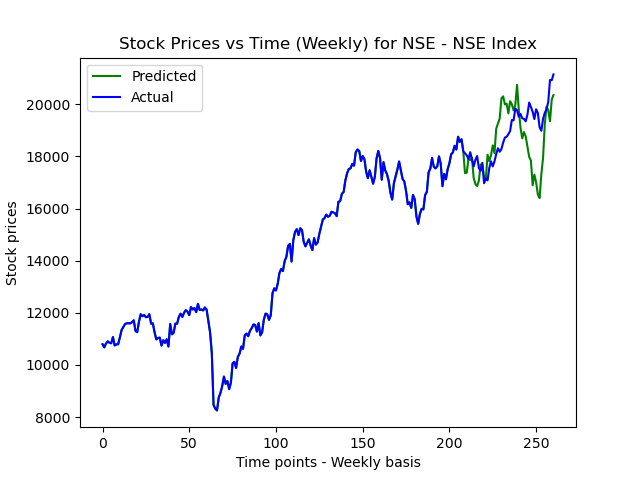 Stock Prices vs Time (Weekly) for NSE - NSE Index
Predicted
Actual
Stock prices
20000
18000
16000
14000
12000
10000
8000
0 50 100 150 200 250
Time points - Weekly basis